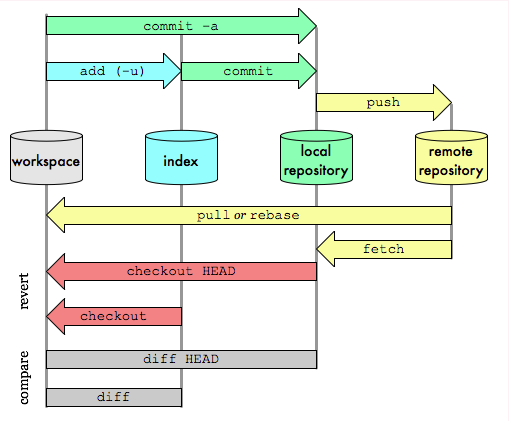 commit -a
add (-u)
commit
push
workspace
index
local
repository
remote
repository
pull or rebase
fetch
revert
checkout HEAD
checkout
compare
diff HEAD
diff